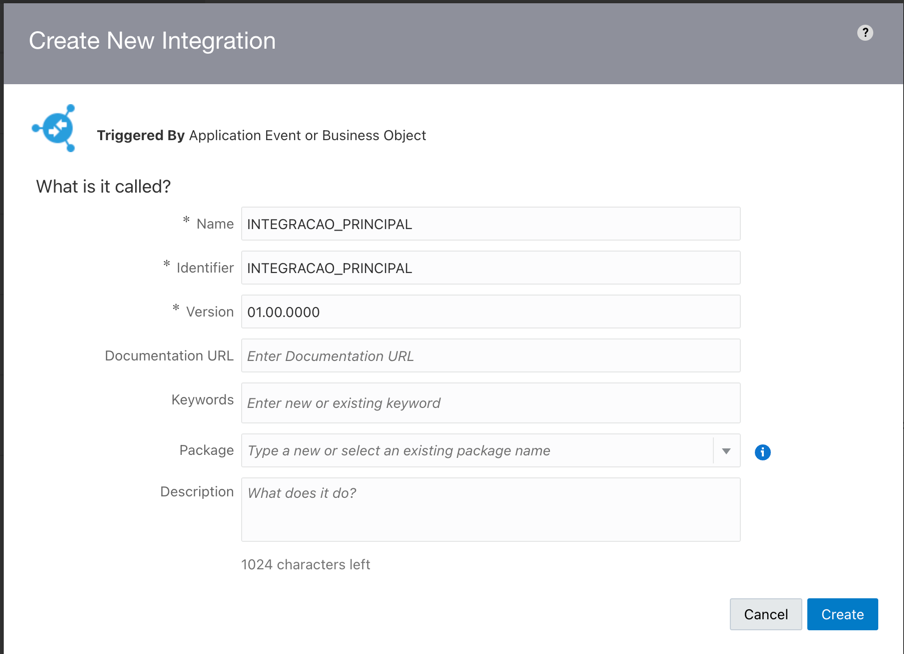 Create New Integration
?
Triggered By Application Event or Business Object
What is it called?
* Name INTEGRACAO_PRINCIPAL
* Identifier INTEGRACAO_PRINCIPAL
* Version 01.00.0000
Documentation URL Enter Documentation URL
Keywords Enter new or existing keyword
Package Type a new or select an existing package name
Description What does it do?
1024 characters left
Cancel Create